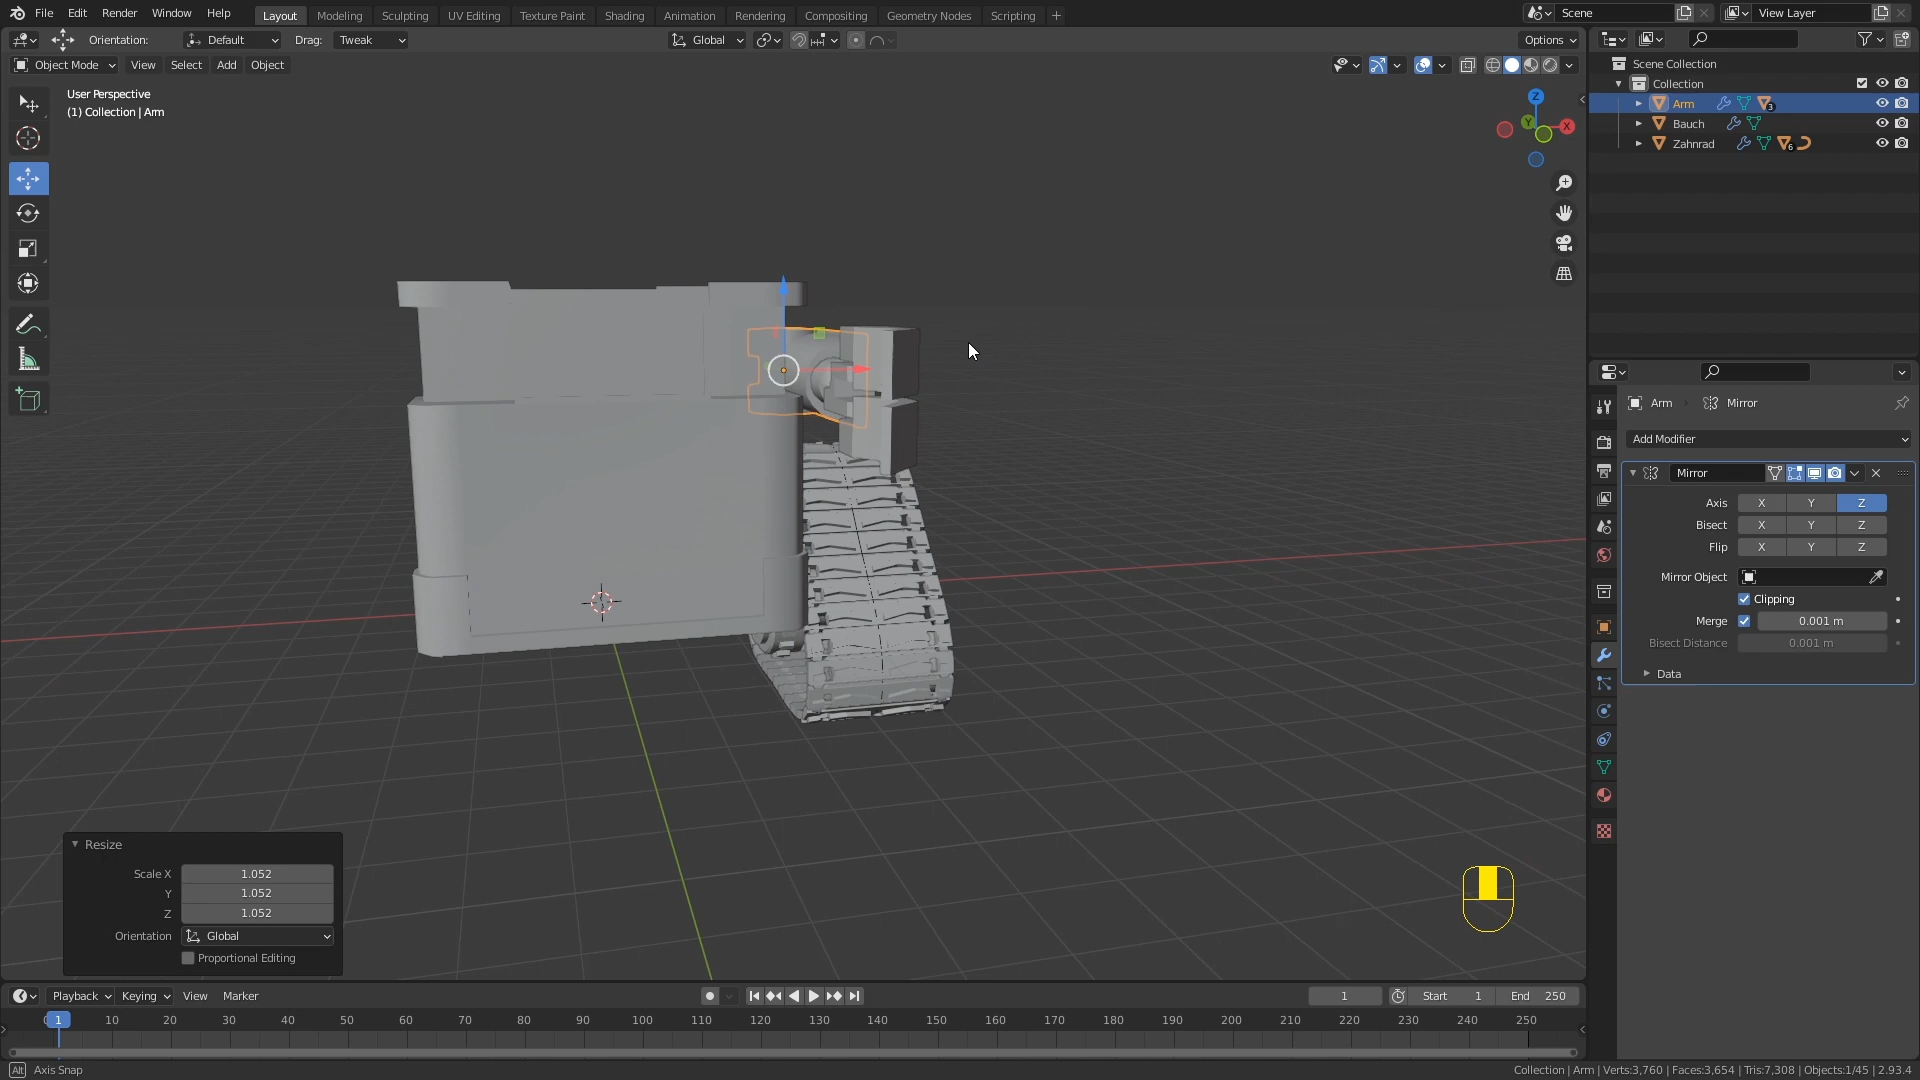 File Edit Render Window Help Layout Modeling Sculpting UV Editing Texture Paint Shading Animation Rendering Compositing Geometry Nodes Scripting + Scene View Layer
Orientation: Default Drag: Tweak Global Options
Object Mode View Select Add Object
User Perspective
(1) Collection | Arm
Z
Y
X
Scene Collection
Collection
Arm 3
Bauch
Zahnrad 6
Arm › Mirror
Add Modifier
Mirror
Axis X Y Z
Bisect X Y Z
Flip X Y Z
Mirror Object
Clipping
Merge 0.001 m
Bisect Distance 0.001 m
Data
Resize
Scale X 1.052
Y 1.052
Z 1.052
Orientation Global
Proportional Editing
Playback Keying View Marker 1 Start 1 End 250
1 10 20 30 40 50 60 70 80 90 100 110 120 130 140 150 160 170 180 190 200 210 220 230 240 250
Alt Axis Snap Collection | Arm | Verts:3,760 | Faces:3,654 | Tris:7,308 | Objects:1/45 | 2.93.4